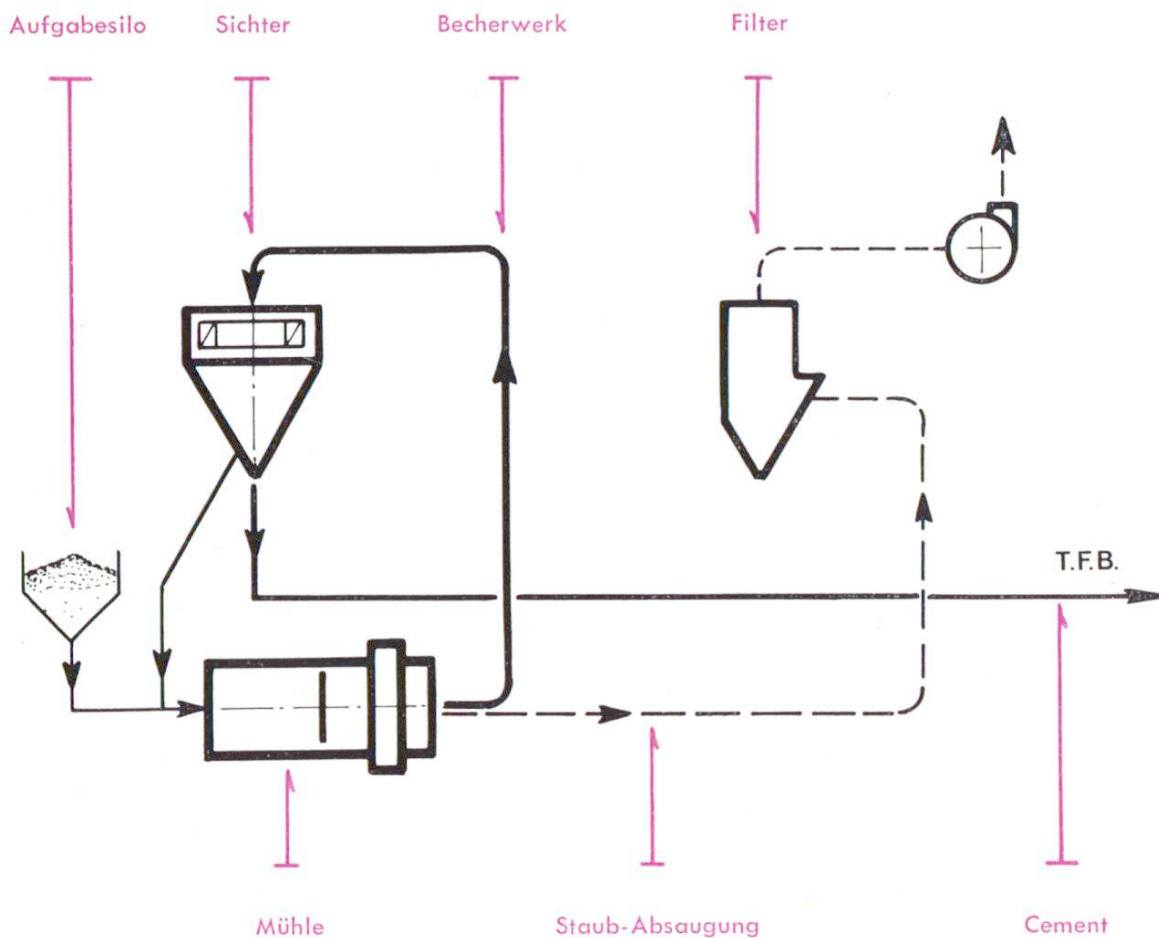 Aufgabesilo
Sichter
Becherwerk
Filter
T.F.B.
Mühle
Staub-Absaugung
Cement